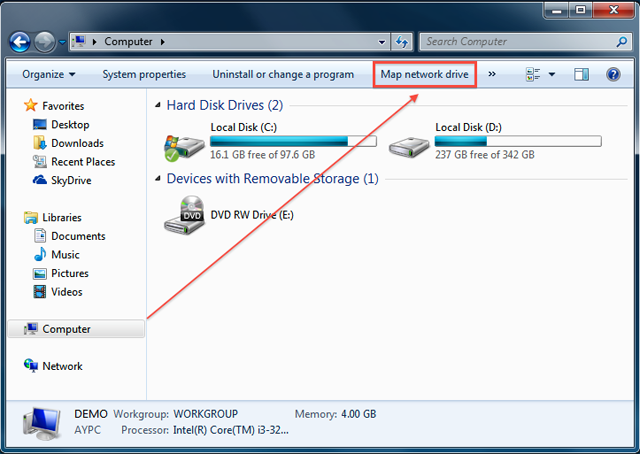 Computer
Search Computer
Organize System properties Uninstall or change a program Map network drive »
Favorites
Desktop
Downloads
Recent Places
SkyDrive
Libraries
Documents
Music
Pictures
Videos
Computer
Network
Hard Disk Drives (2)
Local Disk (C:)
16.1 GB free of 97.6 GB
Local Disk (D:)
237 GB free of 342 GB
Devices with Removable Storage (1)
DVD
DVD RW Drive (E:)
DEMO Workgroup: WORKGROUP Memory: 4.00 GB
AYPC Processor: Intel(R) Core(TM) i3-32...